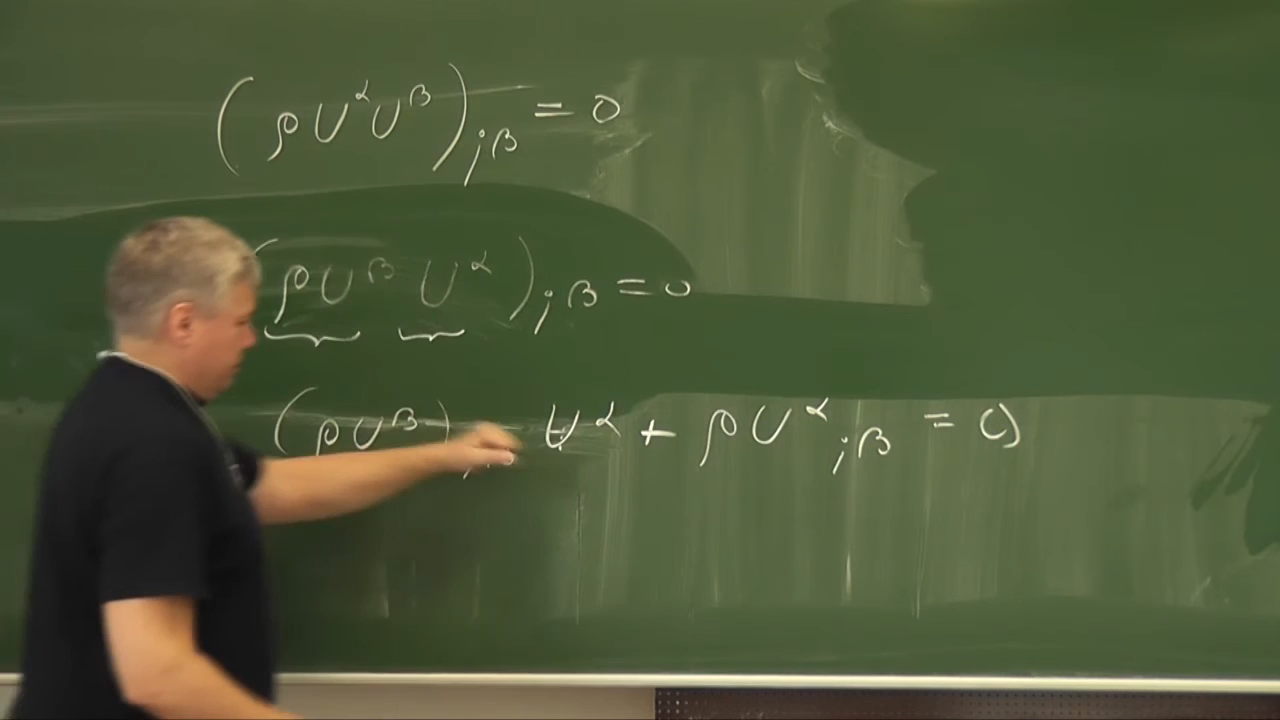 (ρU^α U^β)_{;β} = 0
(ρU^β U^α)_{;β} = 0
(ρU^β)_; U^α + ρU^α_{;β} = 0